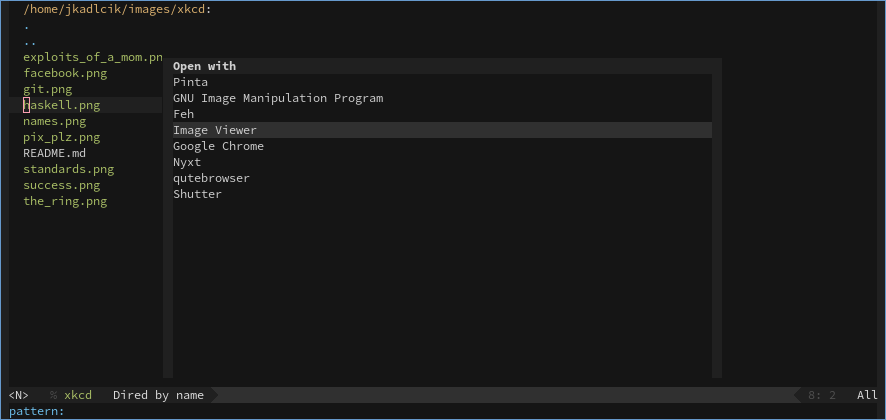 /home/jkadlcik/images/xkcd:
.
..
exploits_of_a_mom.pn
facebook.png
git.png
haskell.png
names.png
pix_plz.png
README.md
standards.png
success.png
the_ring.png
Open with
Pinta
GNU Image Manipulation Program
Feh
Image Viewer
Google Chrome
Nyxt
qutebrowser
Shutter
<N> % xkcd Dired by name 8: 2 All
pattern: